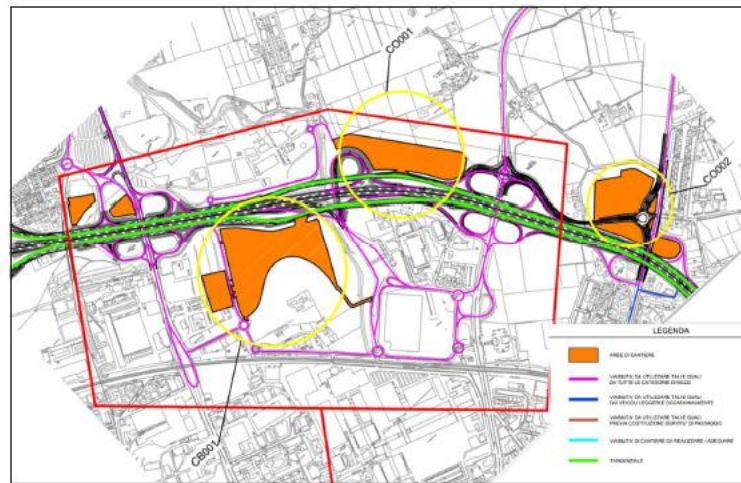 CO001
CO002
CB001
LEGENDA
AREE DI CANTIERE
VIABILITA' DA UTILIZZARE TALI E QUALI
DA TUTTE LE CATEGORIE DI MEZZI
VIABILITA' DA UTILIZZARE TALI E QUALI
DAI VEICOLI LEGGERI E OCCASIONALMENTE
VIABILITA' DA UTILIZZARE TALI E QUALI
PREVIA COSTITUZIONE SERVITU' DI PASSAGGIO
VIABILITA' DI CANTIERE DA REALIZZARE / ADEGUARE
TANGENZIALE